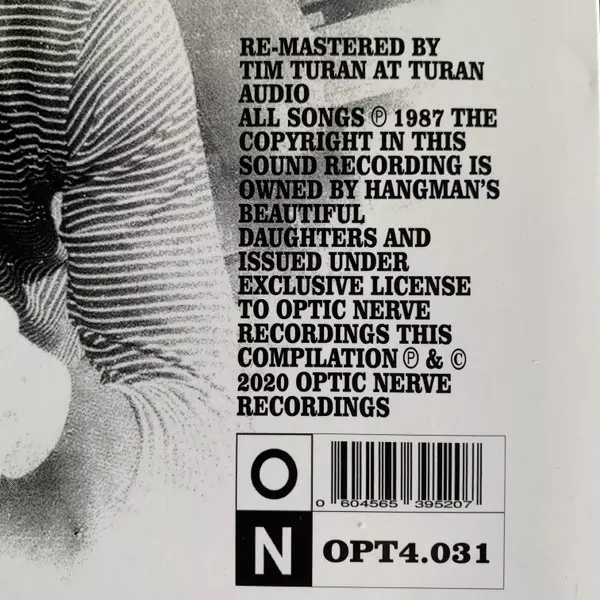 RE-MASTERED BY
TIM TURAN AT TURAN
AUDIO
ALL SONGS ℗ 1987 THE
COPYRIGHT IN THIS
SOUND RECORDING IS
OWNED BY HANGMAN'S
BEAUTIFUL
DAUGHTERS AND
ISSUED UNDER
EXCLUSIVE LICENSE
TO OPTIC NERVE
RECORDINGS THIS
COMPILATION ℗ & ©
2020 OPTIC NERVE
RECORDINGS
O
N
0 604565 395207
OPT4.031